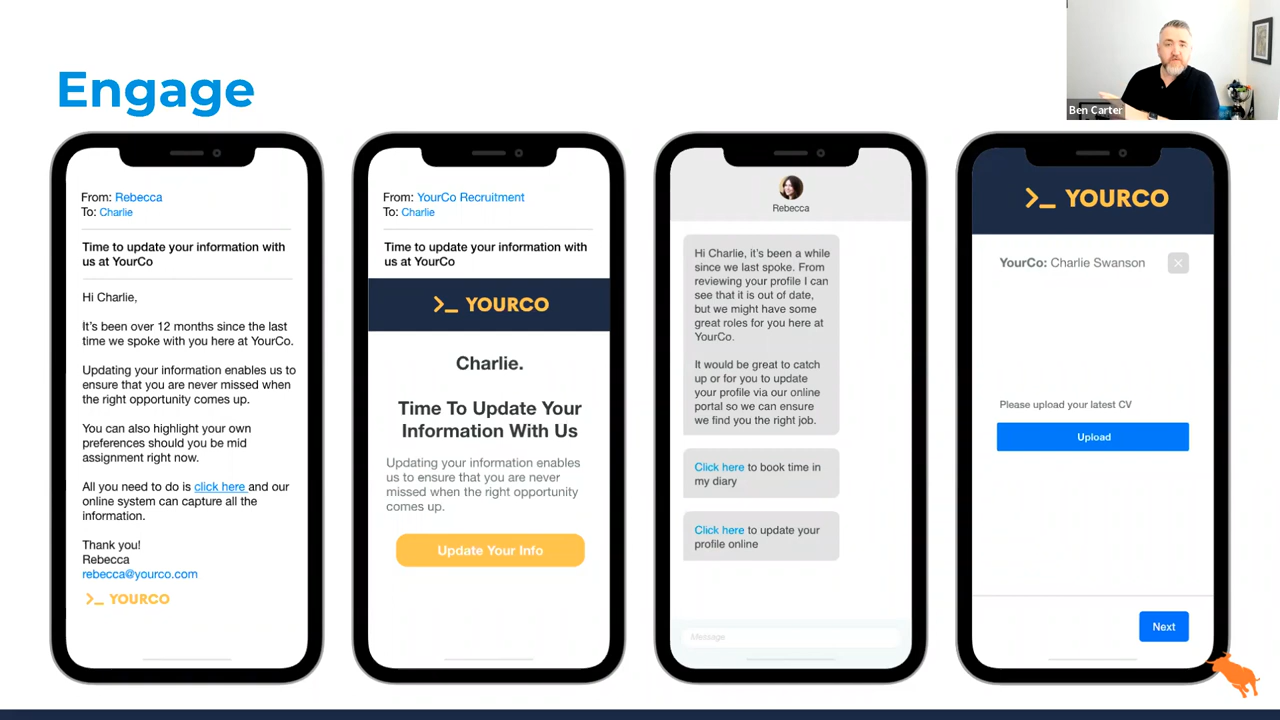 Engage
Ben Carter
From: Rebecca
To: Charlie
Time to update your information with
us at YourCo
Hi Charlie,
It's been over 12 months since the last
time we spoke with you here at YourCo.
Updating your information enables us to
ensure that you are never missed when
the right opportunity comes up.
You can also highlight your own
preferences should you be mid
assignment right now.
All you need to do is click here and our
online system can capture all the
information.
Thank you!
Rebecca
rebecca@yourco.com
>_ YOURCO
From: YourCo Recruitment
To: Charlie
Time to update your information with
us at YourCo
>_ YOURCO
Charlie.
Time To Update Your
Information With Us
Updating your information enables
us to ensure that you are never
missed when the right opportunity
comes up.
Update Your Info
Rebecca
Hi Charlie, it's been a while
since we last spoke. From
reviewing your profile I can
see that it is out of date,
but we might have some
great roles for you here at
YourCo.
It would be great to catch
up or for you to update
your profile via our online
portal so we can ensure
we find you the right job.
Click here to book time in
my diary
Click here to update your
profile online
Message
>_ YOURCO
YourCo: Charlie Swanson
Please upload your latest CV
Upload
Next